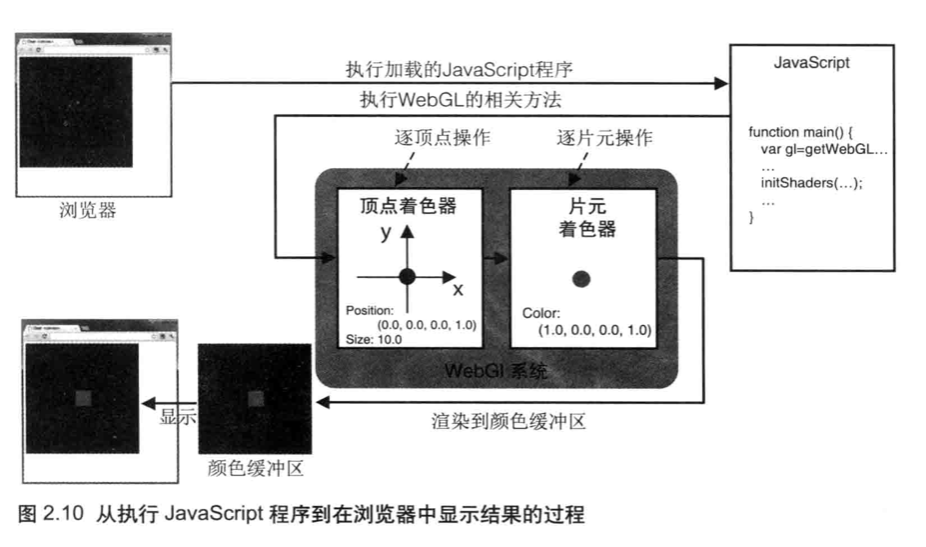 执行加载的JavaScript程序
执行WebGL的相关方法
JavaScript
function main() {
var gl=getWebGL…
…
initShaders(…);
…
}
逐顶点操作
逐片元操作
浏览器
顶点着色器
y
x
Position:
(0.0, 0.0, 0.0, 1.0)
Size: 10.0
片元
着色器
Color:
(1.0, 0.0, 0.0, 1.0)
WebGl 系统
显示
渲染到颜色缓冲区
颜色缓冲区
图 2.10 从执行 JavaScript 程序到在浏览器中显示结果的过程